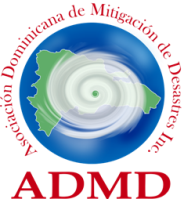 Asociación Dominicana de Mitigación de Desastres Inc.
ADMD